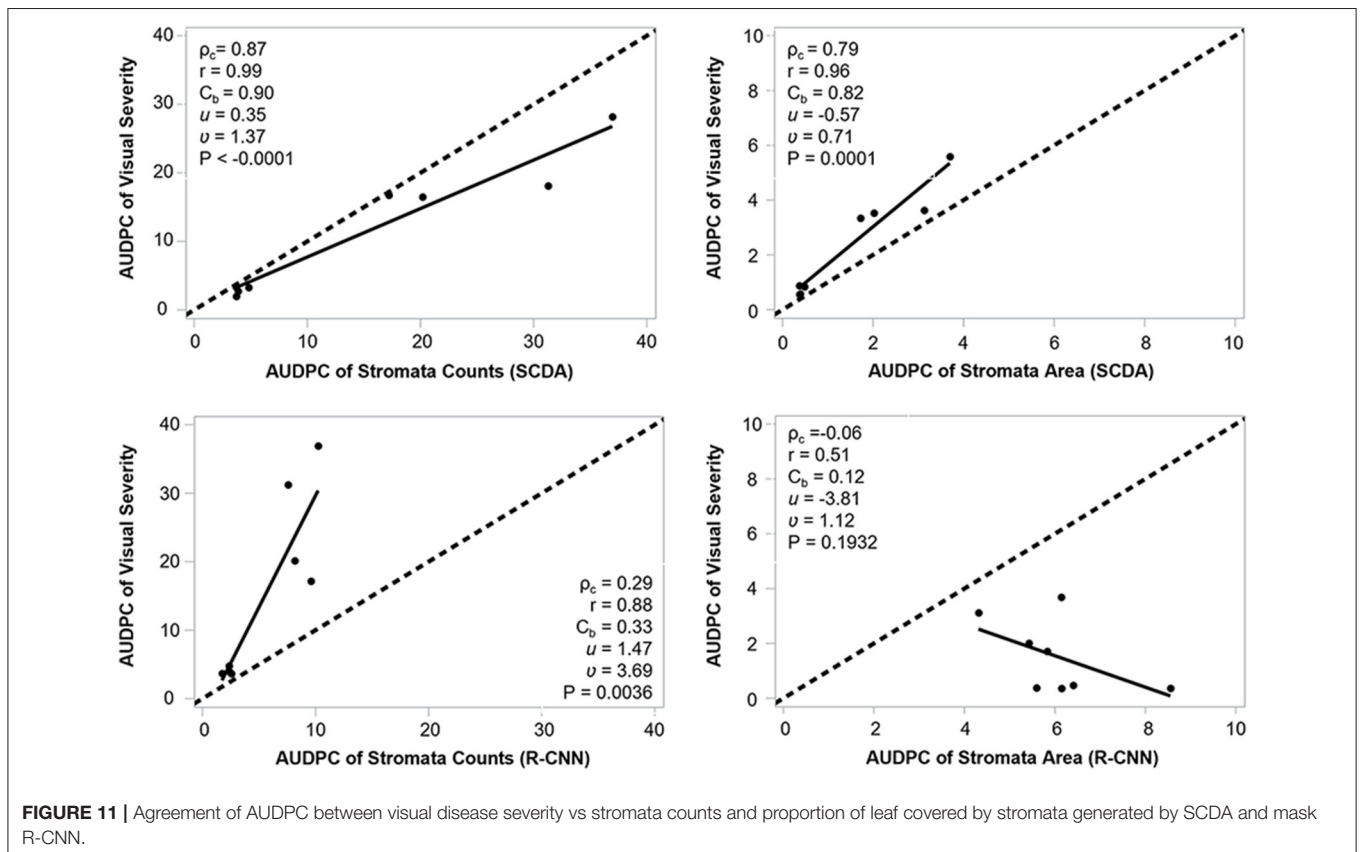 40
30
20
10
0
AUDPC of Visual Severity
ρc= 0.87
r = 0.99
Cb = 0.90
u = 0.35
υ = 1.37
P < -0.0001
0 10 20 30 40
AUDPC of Stromata Counts (SCDA)
10
8
6
4
2
0
AUDPC of Visual Severity
ρc = 0.79
r = 0.96
Cb = 0.82
u = -0.57
υ = 0.71
P = 0.0001
0 2 4 6 8 10
AUDPC of Stromata Area (SCDA)
40
30
20
10
0
AUDPC of Visual Severity
ρc = 0.29
r = 0.88
Cb = 0.33
u = 1.47
υ = 3.69
P = 0.0036
0 10 20 30 40
AUDPC of Stromata Counts (R-CNN)
10
8
6
4
2
0
AUDPC of Visual Severity
ρc =-0.06
r = 0.51
Cb = 0.12
u = -3.81
υ = 1.12
P = 0.1932
0 2 4 6 8 10
AUDPC of Stromata Area (R-CNN)
FIGURE 11 | Agreement of AUDPC between visual disease severity vs stromata counts and proportion of leaf covered by stromata generated by SCDA and mask
R-CNN.